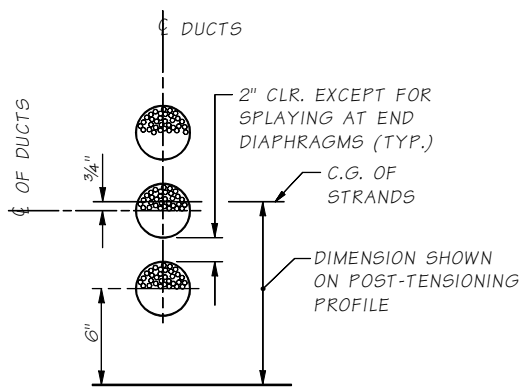 ℄ DUCTS
2" CLR. EXCEPT FOR
SPLAYING AT END
DIAPHRAGMS (TYP.)
℄ OF DUCTS
3/4"
C.G. OF
STRANDS
DIMENSION SHOWN
ON POST-TENSIONING
PROFILE
6"